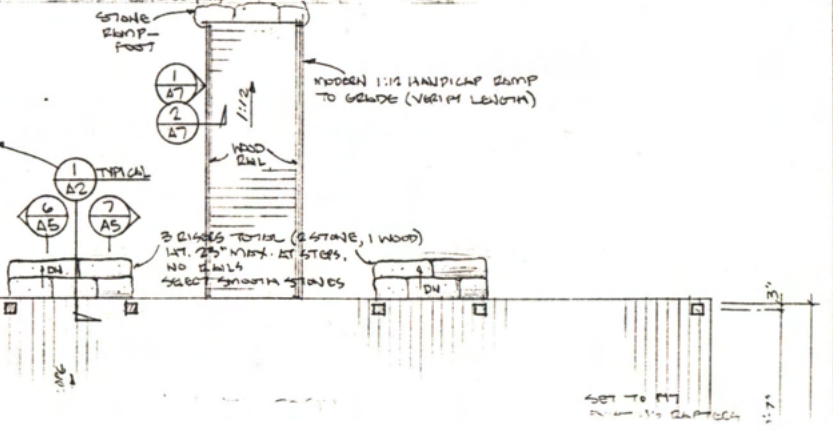 STONE
RAMP-
FOOT
1
A7
2
A7
1:12
MODERN 1:12 HANDICAP RAMP
TO GRADE (VERIFY LENGTH)
WOOD
RAIL
1
A2
TYPICAL
6
A5
7
A5
3 RISERS TOTAL (2 STONE, 1 WOOD)
HT. 23" MAX. AT STEPS,
NO RAILS
SELECT SMOOTH STONES
DN.
DN
3"
SET TO
RAFTERS